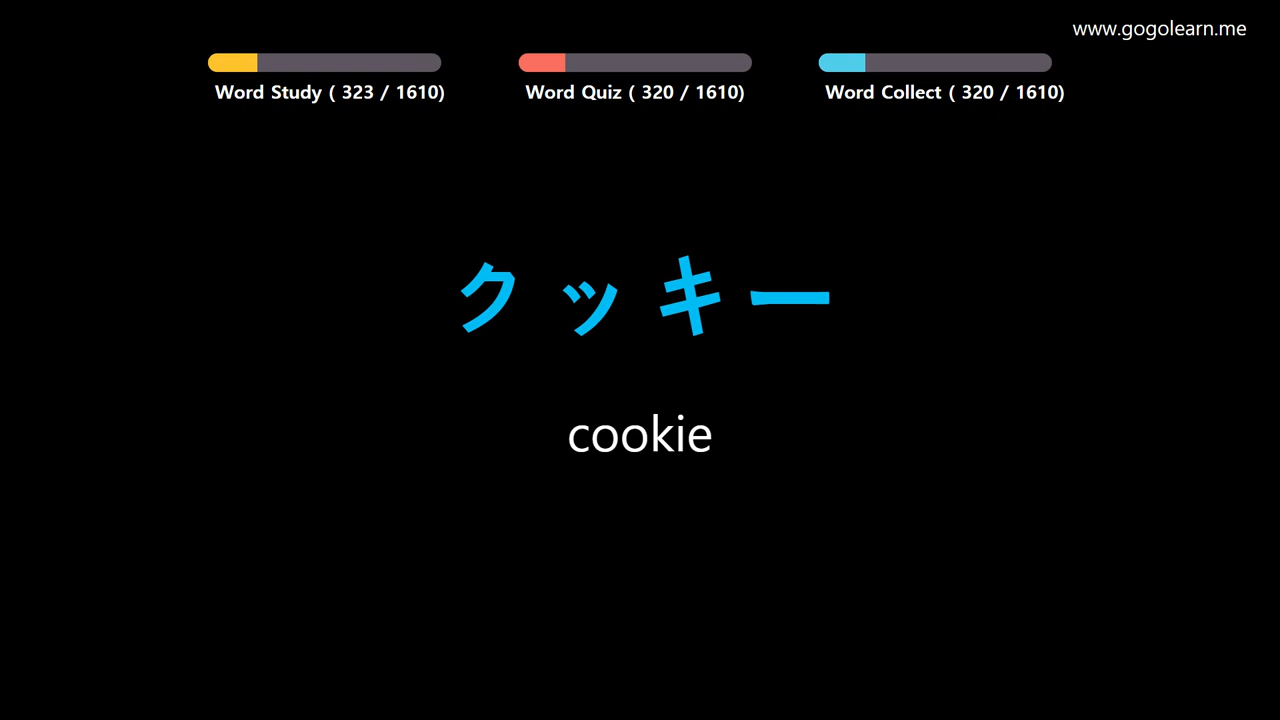 www.gogolearn.me
Word Study ( 323 / 1610)
Word Quiz ( 320 / 1610)
Word Collect ( 320 / 1610)
クッキー
cookie